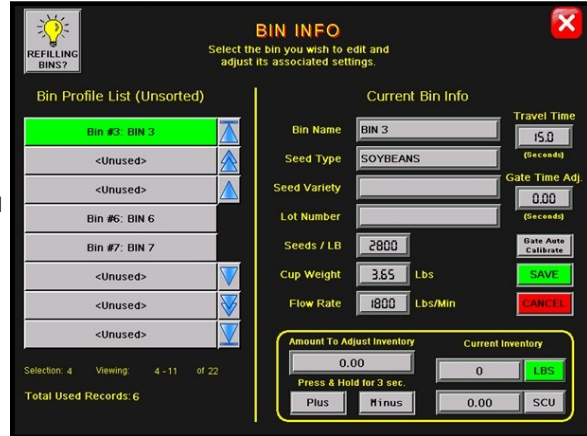 REFILLING
BINS?
BIN INFO
Select the bin you wish to edit and
adjust its associated settings.
X
Bin Profile List (Unsorted)
Bin #3: BIN 3
<Unused>
<Unused>
Bin #6: BIN 6
Bin #7: BIN 7
<Unused>
<Unused>
<Unused>
Selection: 4 Viewing: 4 - 11 of 22
Total Used Records: 6
Current Bin Info
Bin Name BIN 3
Seed Type SOYBEANS
Seed Variety
Lot Number
Seeds / LB 2800
Cup Weight 3.65 Lbs
Flow Rate 1800 Lbs/Min
Travel Time
15.0
(Seconds)
Gate Time Adj.
0.00
(Seconds)
Gate Auto
Calibrate
SAVE
CANCEL
Amount To Adjust Inventory
0.00
Press & Hold for 3 sec.
Plus Minus
Current Inventory
0 LBS
0.00 SCU